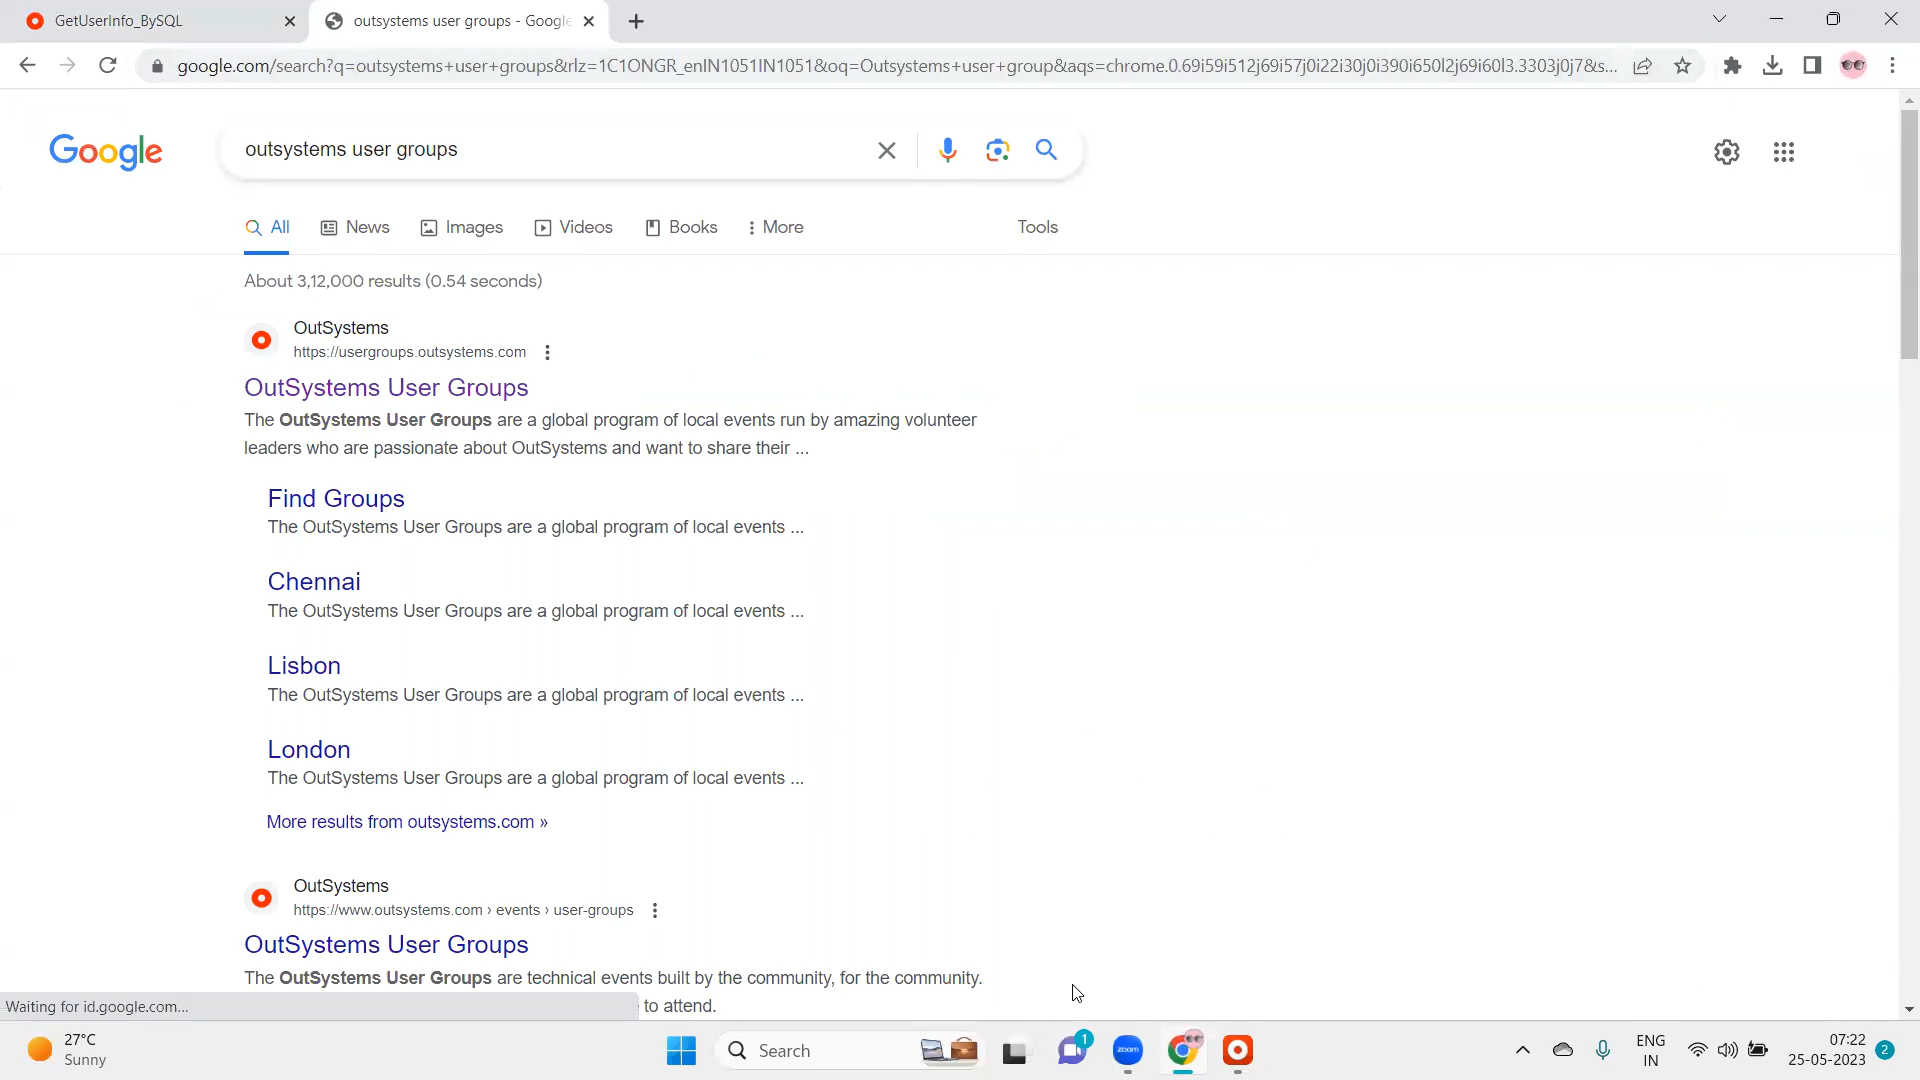 GetUserInfo_BySQL
outsystems user groups - Google
google.com/search?q=outsystems+user+groups&rlz=1C1ONGR_enIN1051IN1051&oq=Outsystems+user+group&aqs=chrome.0.69i59i512j69i57j0i22i30j0i390i650l2j69i60l3.3303j0j7&s...
Google
outsystems user groups
All
News
Images
Videos
Books
More
Tools
About 3,12,000 results (0.54 seconds)
OutSystems
https://usergroups.outsystems.com
OutSystems User Groups
The OutSystems User Groups are a global program of local events run by amazing volunteer
leaders who are passionate about OutSystems and want to share their ...
Find Groups
The OutSystems User Groups are a global program of local events ...
Chennai
The OutSystems User Groups are a global program of local events ...
Lisbon
The OutSystems User Groups are a global program of local events ...
London
The OutSystems User Groups are a global program of local events ...
More results from outsystems.com »
OutSystems
https://www.outsystems.com › events › user-groups
OutSystems User Groups
The OutSystems User Groups are technical events built by the community, for the community.
to attend.
Waiting for id.google.com...
27°C
Sunny
Search
1
zoom
ENG
IN
07:22
25-05-2023
2